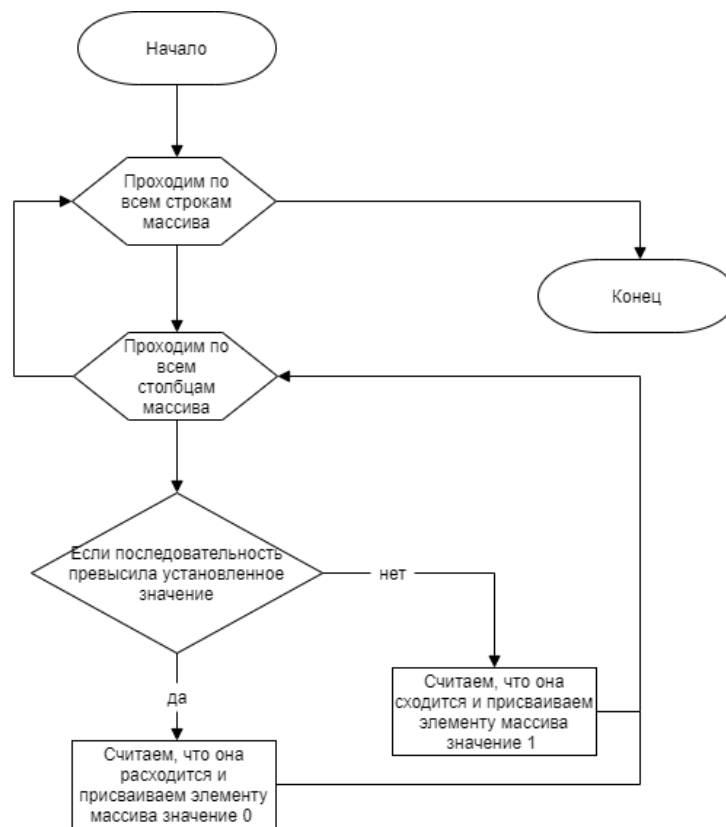 Начало
Проходим по
всем строкам
массива
Конец
Проходим по
всем
столбцам
массива
Если последовательность
превысила установленное
значение
нет
да
Считаем, что она
сходится и присваиваем
элементу массива
значение 1
Считаем, что она
расходится и
присваиваем элементу
массива значение 0